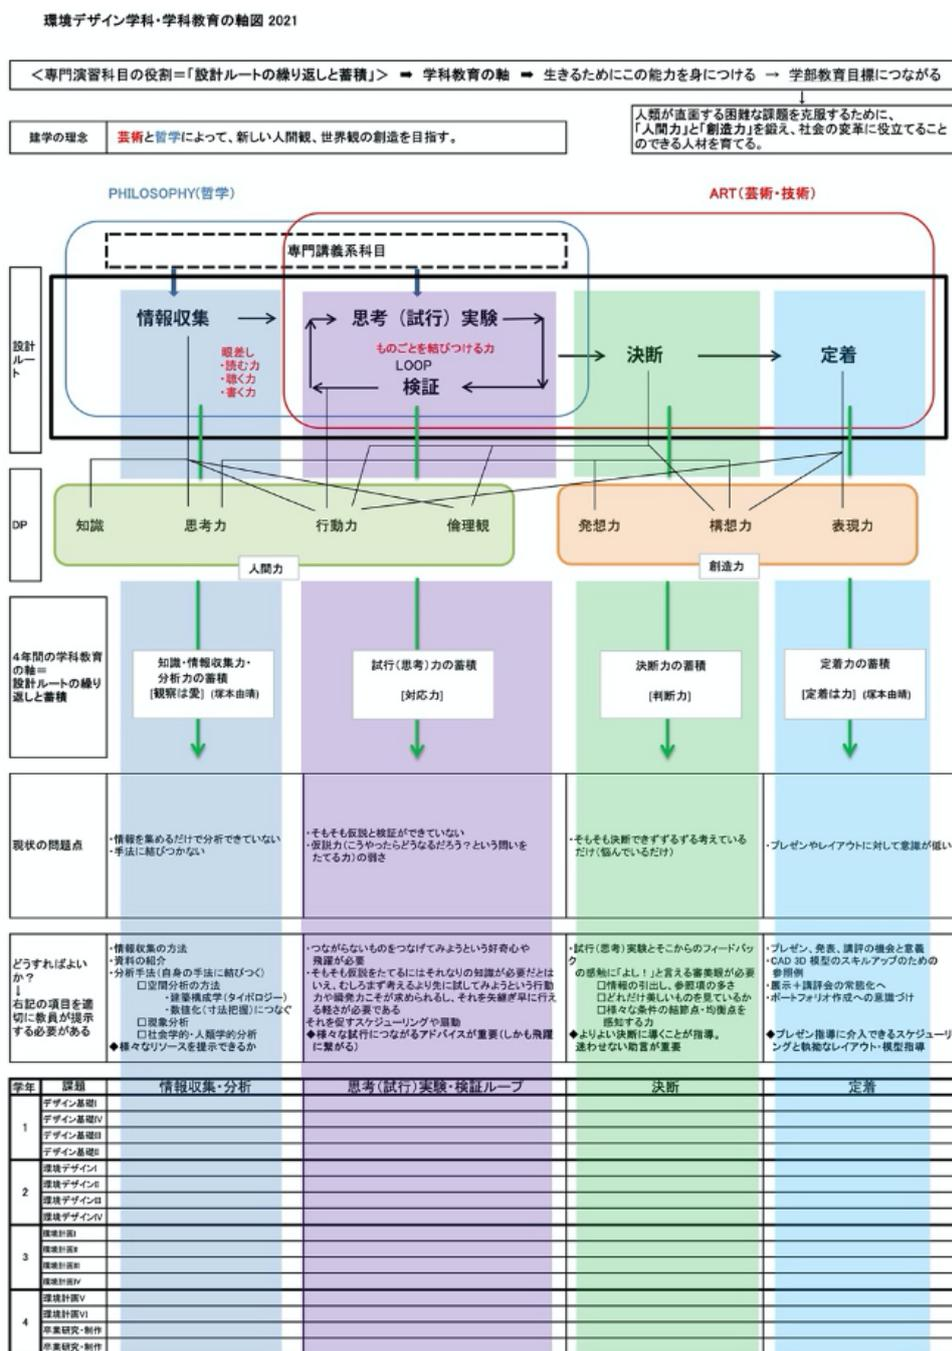 環境デザイン学科・学科教育の軸図 2021
＜専門演習科目の役割＝「設計ルートの繰り返しと蓄積」＞ ➡ 学科教育の軸 ➡ 生きるためにこの能力を身につける → 学部教育目標につながる
人類が直面する困難な課題を克服するために、
「人間力」と「創造力」を鍛え、社会の変革に役立てること
のできる人材を育てる。
建学の理念
芸術と哲学によって、新しい人間観、世界観の創造を目指す。
PHILOSOPHY(哲学)
ART(芸術・技術)
専門講義系科目
設計
ルー
ト
情報収集
思考（試行）実験
眼差し
・読む力
・聴く力
・書く力
ものごとを結びつける力
LOOP
検証
決断
定着
DP
知識
思考力
行動力
倫理観
発想力
構想力
表現力
人間力
創造力
4年間の学科教育
の軸＝
設計ルートの繰り
返しと蓄積
知識・情報収集力・
分析力の蓄積
[観察は愛] (塚本由晴)
試行(思考)力の蓄積
[対応力]
決断力の蓄積
[判断力]
定着力の蓄積
[定着は力] (塚本由晴)
現状の問題点
・情報を集めるだけで分析できていない
・手法に結びつかない
・そもそも仮説と検証ができていない
・仮説力(こうやったらどうなるだろう？という問いを
たてる力)の弱さ
・そもそも決断できずずるずる考えている
だけ(悩んでいるだけ)
・プレゼンやレイアウトに対して意識が低い
どうすればよい
か？
↓
右記の項目を適
切に教員が提示
する必要がある
・情報収集の方法
・資料の紹介
・分析手法(自身の手法に結びつく)
□空間分析の方法
・建築構成学(タイポロジー)
・数値化(寸法把握)につなぐ
□現象分析
□社会学的・人類学的分析
◆様々なリソースを提示できるか
・つながらないものをつなげてみようという好奇心や
飛躍が必要
・そもそも仮説をたてるにはそれなりの知識が必要だとは
いえ、むしろまず考えるより先に試してみようという行動
力や瞬発力こそが求められるし、それを矢継ぎ早に行え
る軽さが必要である
それを促すスケジューリングや扇動
◆様々な試行につながるアドバイスが重要(しかも飛躍
に繋がる)
・試行(思考)実験とそこからのフィードバッ
ク
の感触に「よし！」と言える審美眼が必要
□情報の引出し、参照項の多さ
□どれだけ美しいものを見ているか
□様々な条件の結節点・均衡点を
感知する力
◆よりよい決断に導くことが指導。
迷わせない助言が重要
・プレゼン、発表、講評の機会と意義
・CAD 3D 模型のスキルアップのための
参照例
・展示＋講評会の常態化へ
・ポートフォリオ作成への意識づけ
◆プレゼン指導に介入できるスケジューリ
ングと執拗なレイアウト・模型指導
学年 課題 情報収集・分析 思考(試行)実験・検証ループ 決断 定着
1
デザイン基礎I
デザイン基礎IV
デザイン基礎III
デザイン基礎II
2
環境デザインI
環境デザインII
環境デザインIII
環境デザインIV
3
環境計画I
環境計画II
環境計画III
環境計画IV
4
環境計画V
環境計画VI
卒業研究・制作
卒業研究・制作